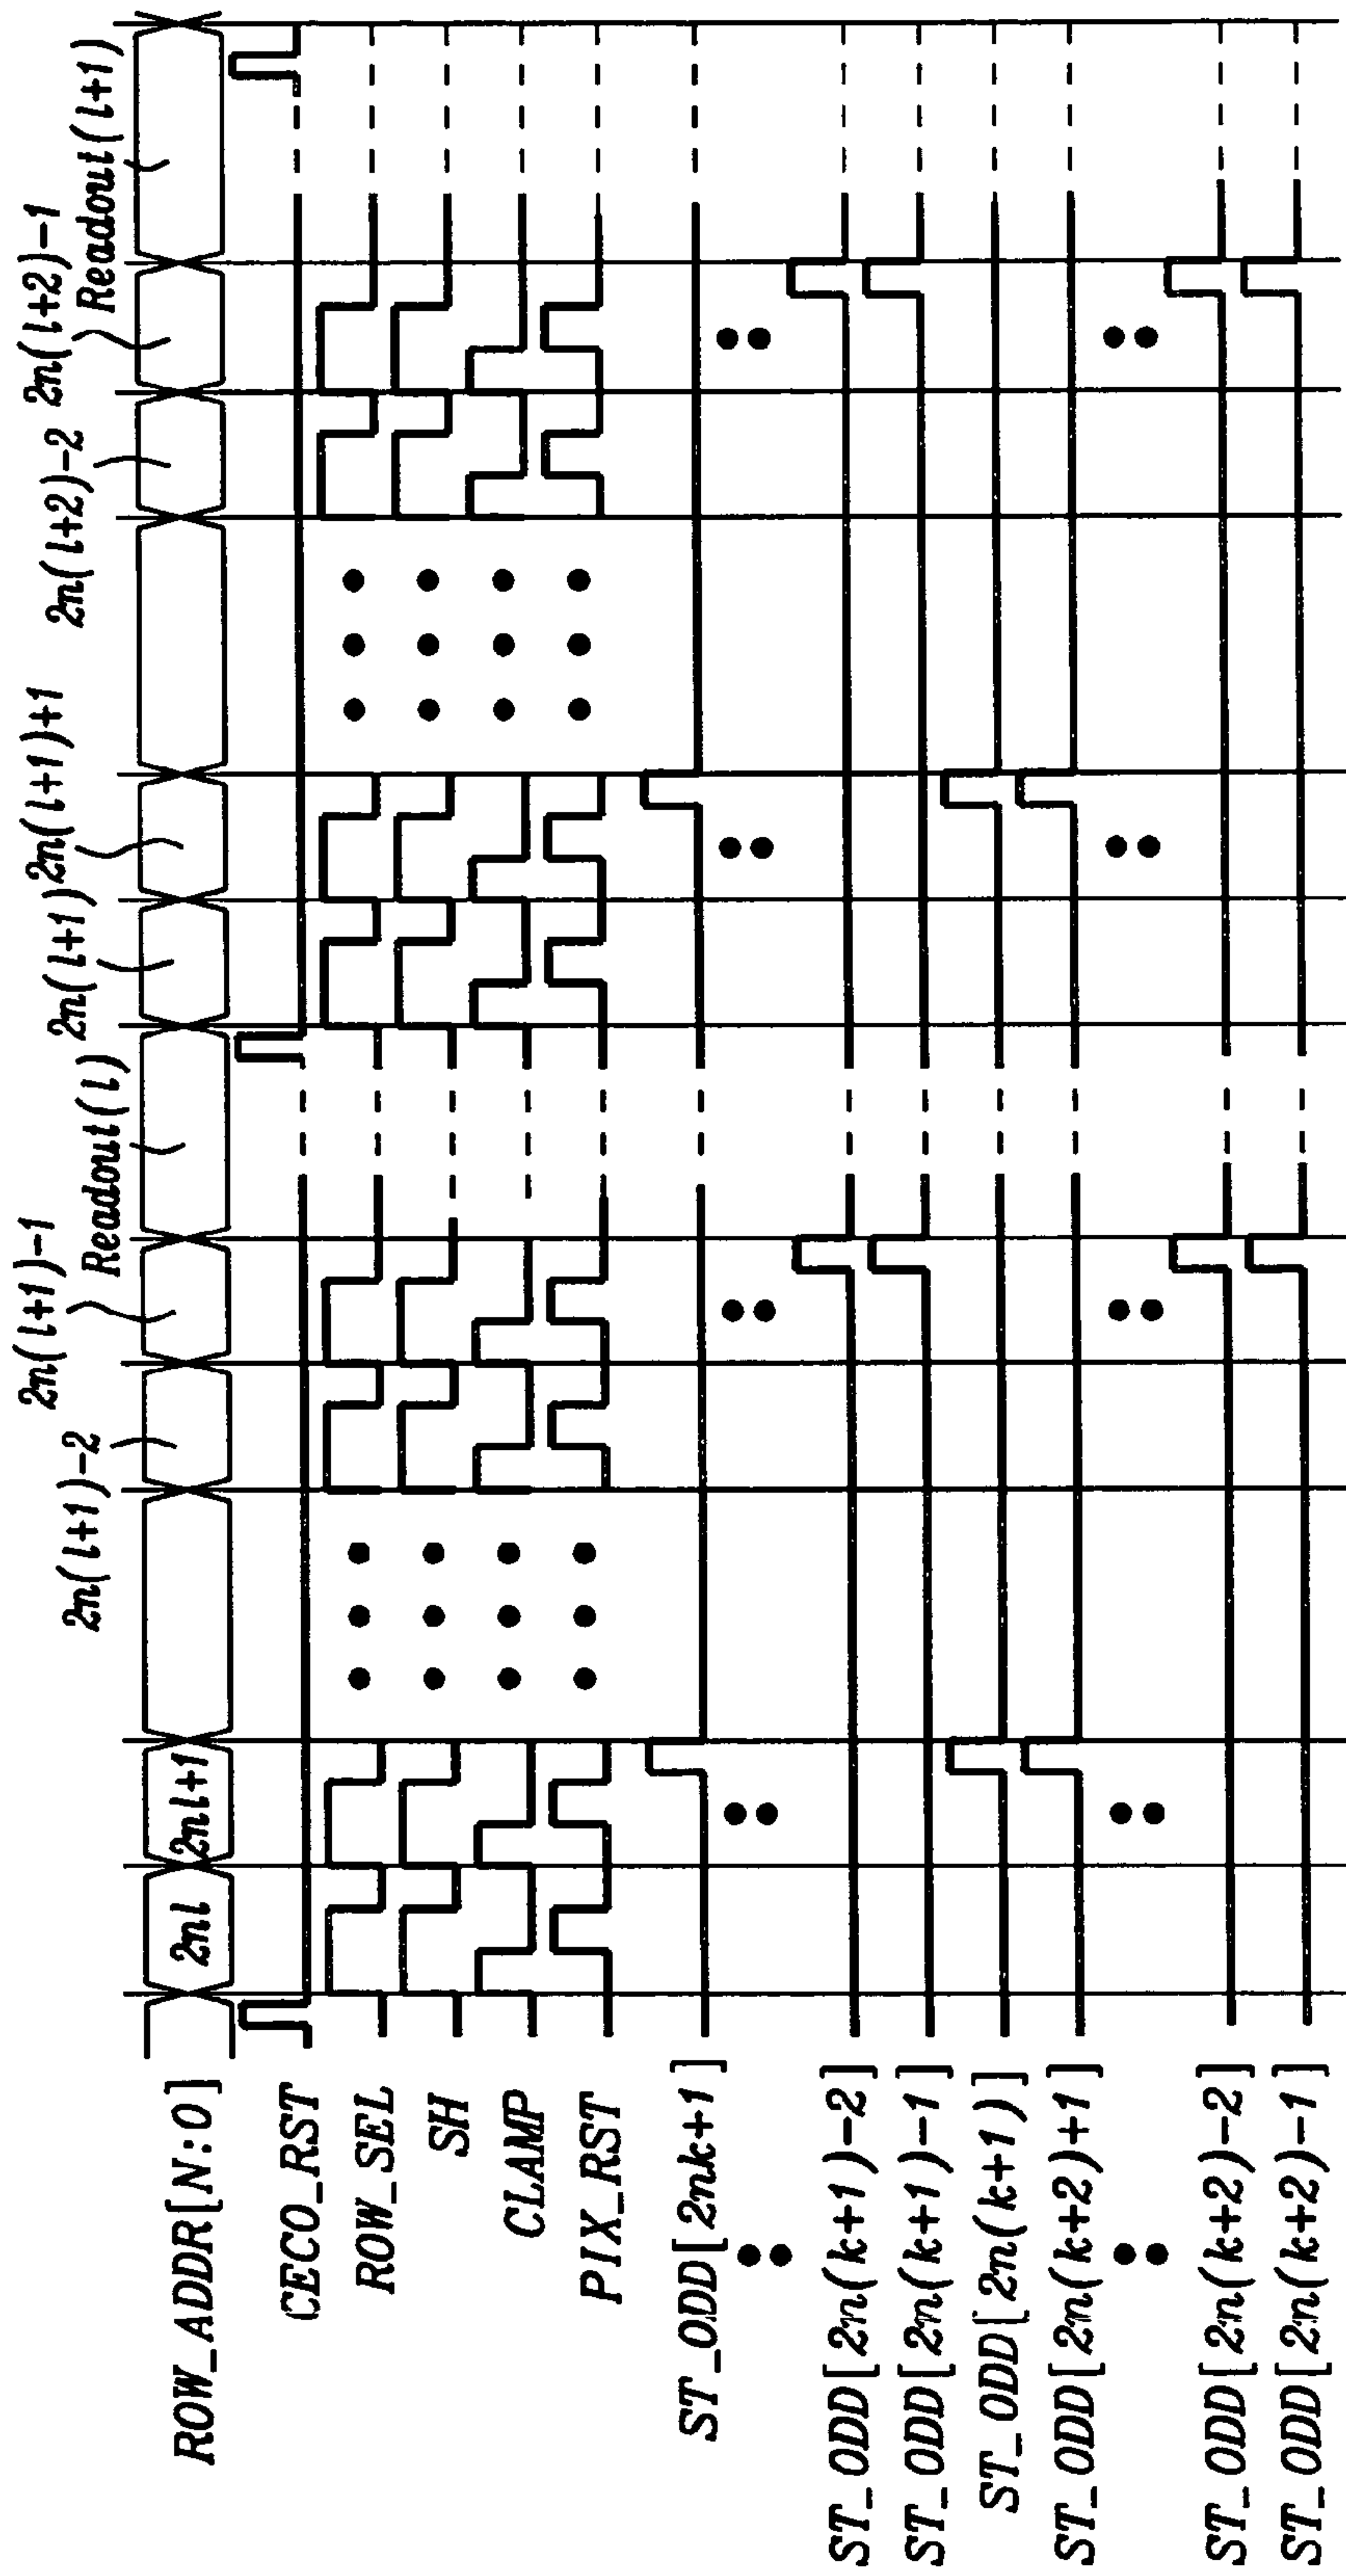 ROW_ADDR[N:0]
2nl
2nl+1
2n(l+1)-2
2n(l+1)-1
Readout(l)
2n(l+1)
2n(l+1)+1
2n(l+2)-2
2n(l+2)-1
Readout(l+1)
CECO_RST
ROW_SEL
SH
CLAMP
PIX_RST
ST_ODD[2nk+1]
ST_ODD[2n(k+1)-2]
ST_ODD[2n(k+1)-1]
ST_ODD[2n(k+1)]
ST_ODD[2n(k+2)+1]
ST_ODD[2n(k+2)-2]
ST_ODD[2n(k+2)-1]